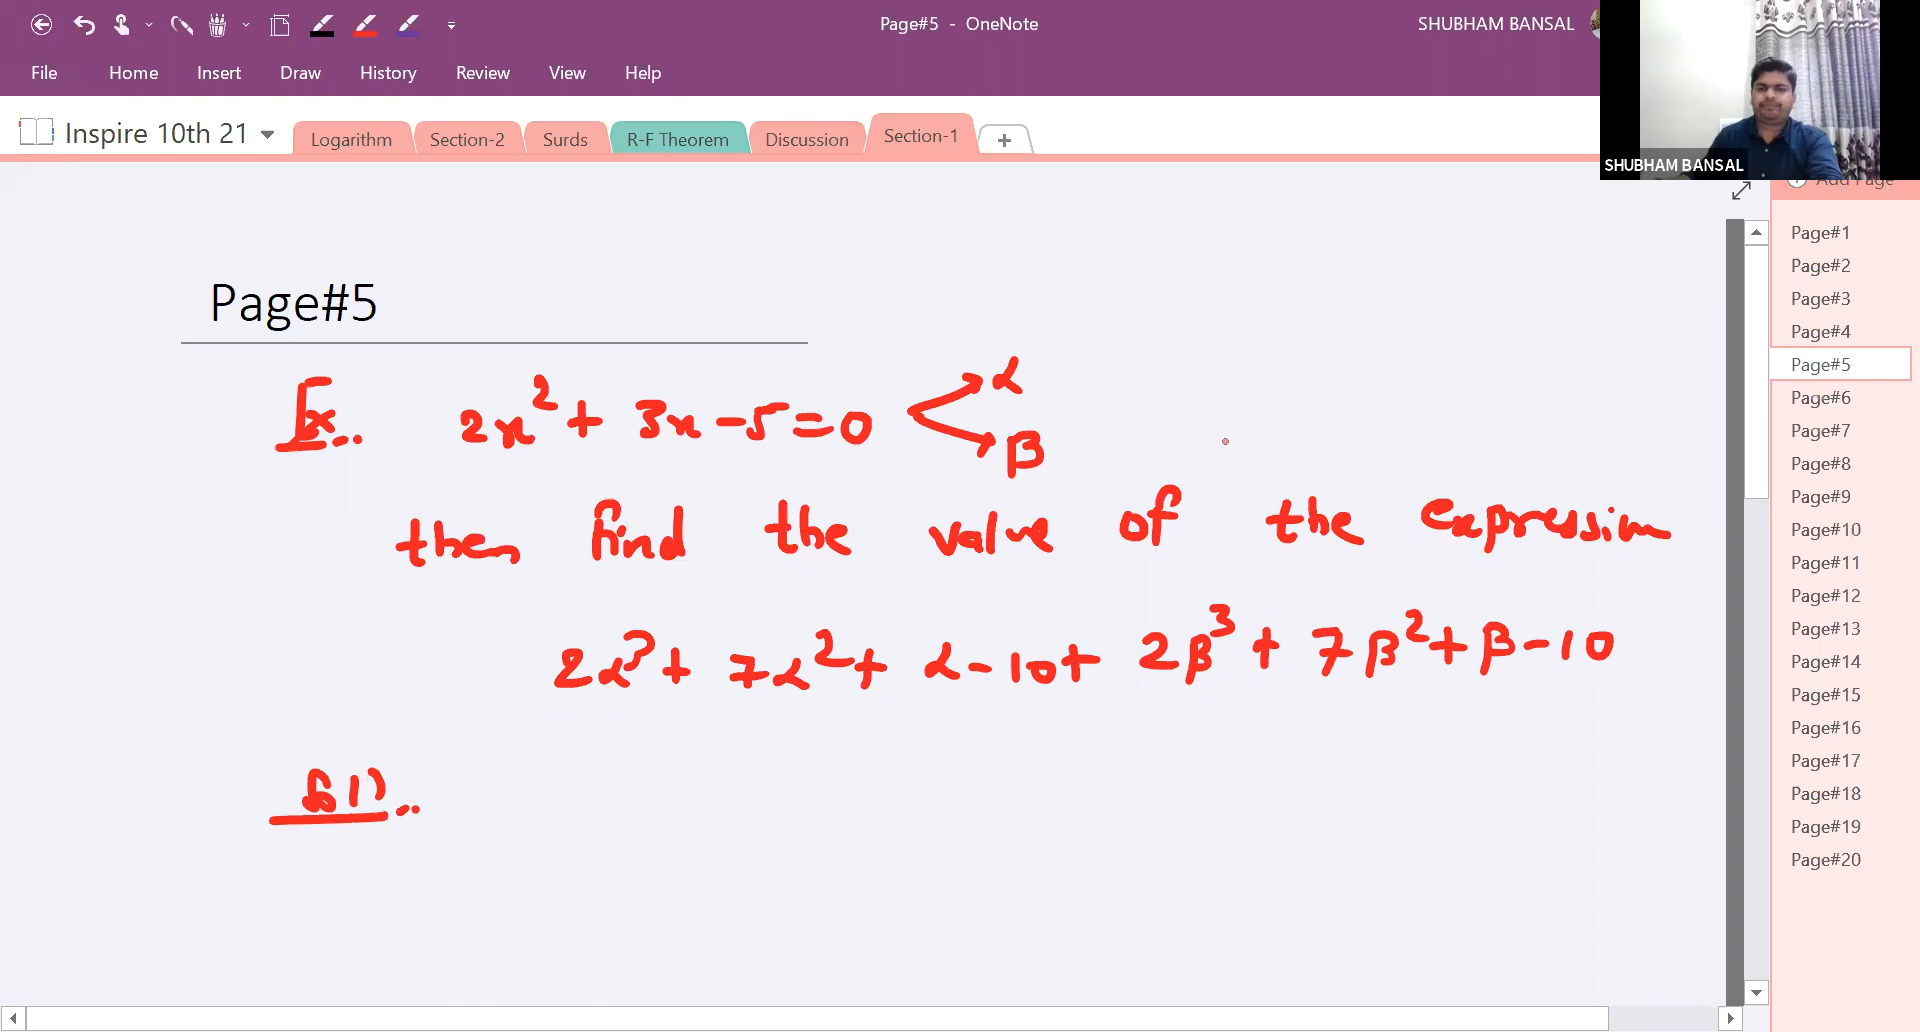 Page#5 - OneNote
SHUBHAM BANSAL
File Home Insert Draw History Review View Help
SHUBHAM BANSAL
Inspire 10th 21
Logarithm Section-2 Surds R-F Theorem Discussion Section-1 +
Add Page
Page#1
Page#2
Page#3
Page#4
Page#5
Page#6
Page#7
Page#8
Page#9
Page#10
Page#11
Page#12
Page#13
Page#14
Page#15
Page#16
Page#17
Page#18
Page#19
Page#20
Page#5
Ex.. 2x² + 3x - 5 = 0 α β
then find the value of the expression
2α³ + 7α² + α - 10 + 2β³ + 7β² + β - 10